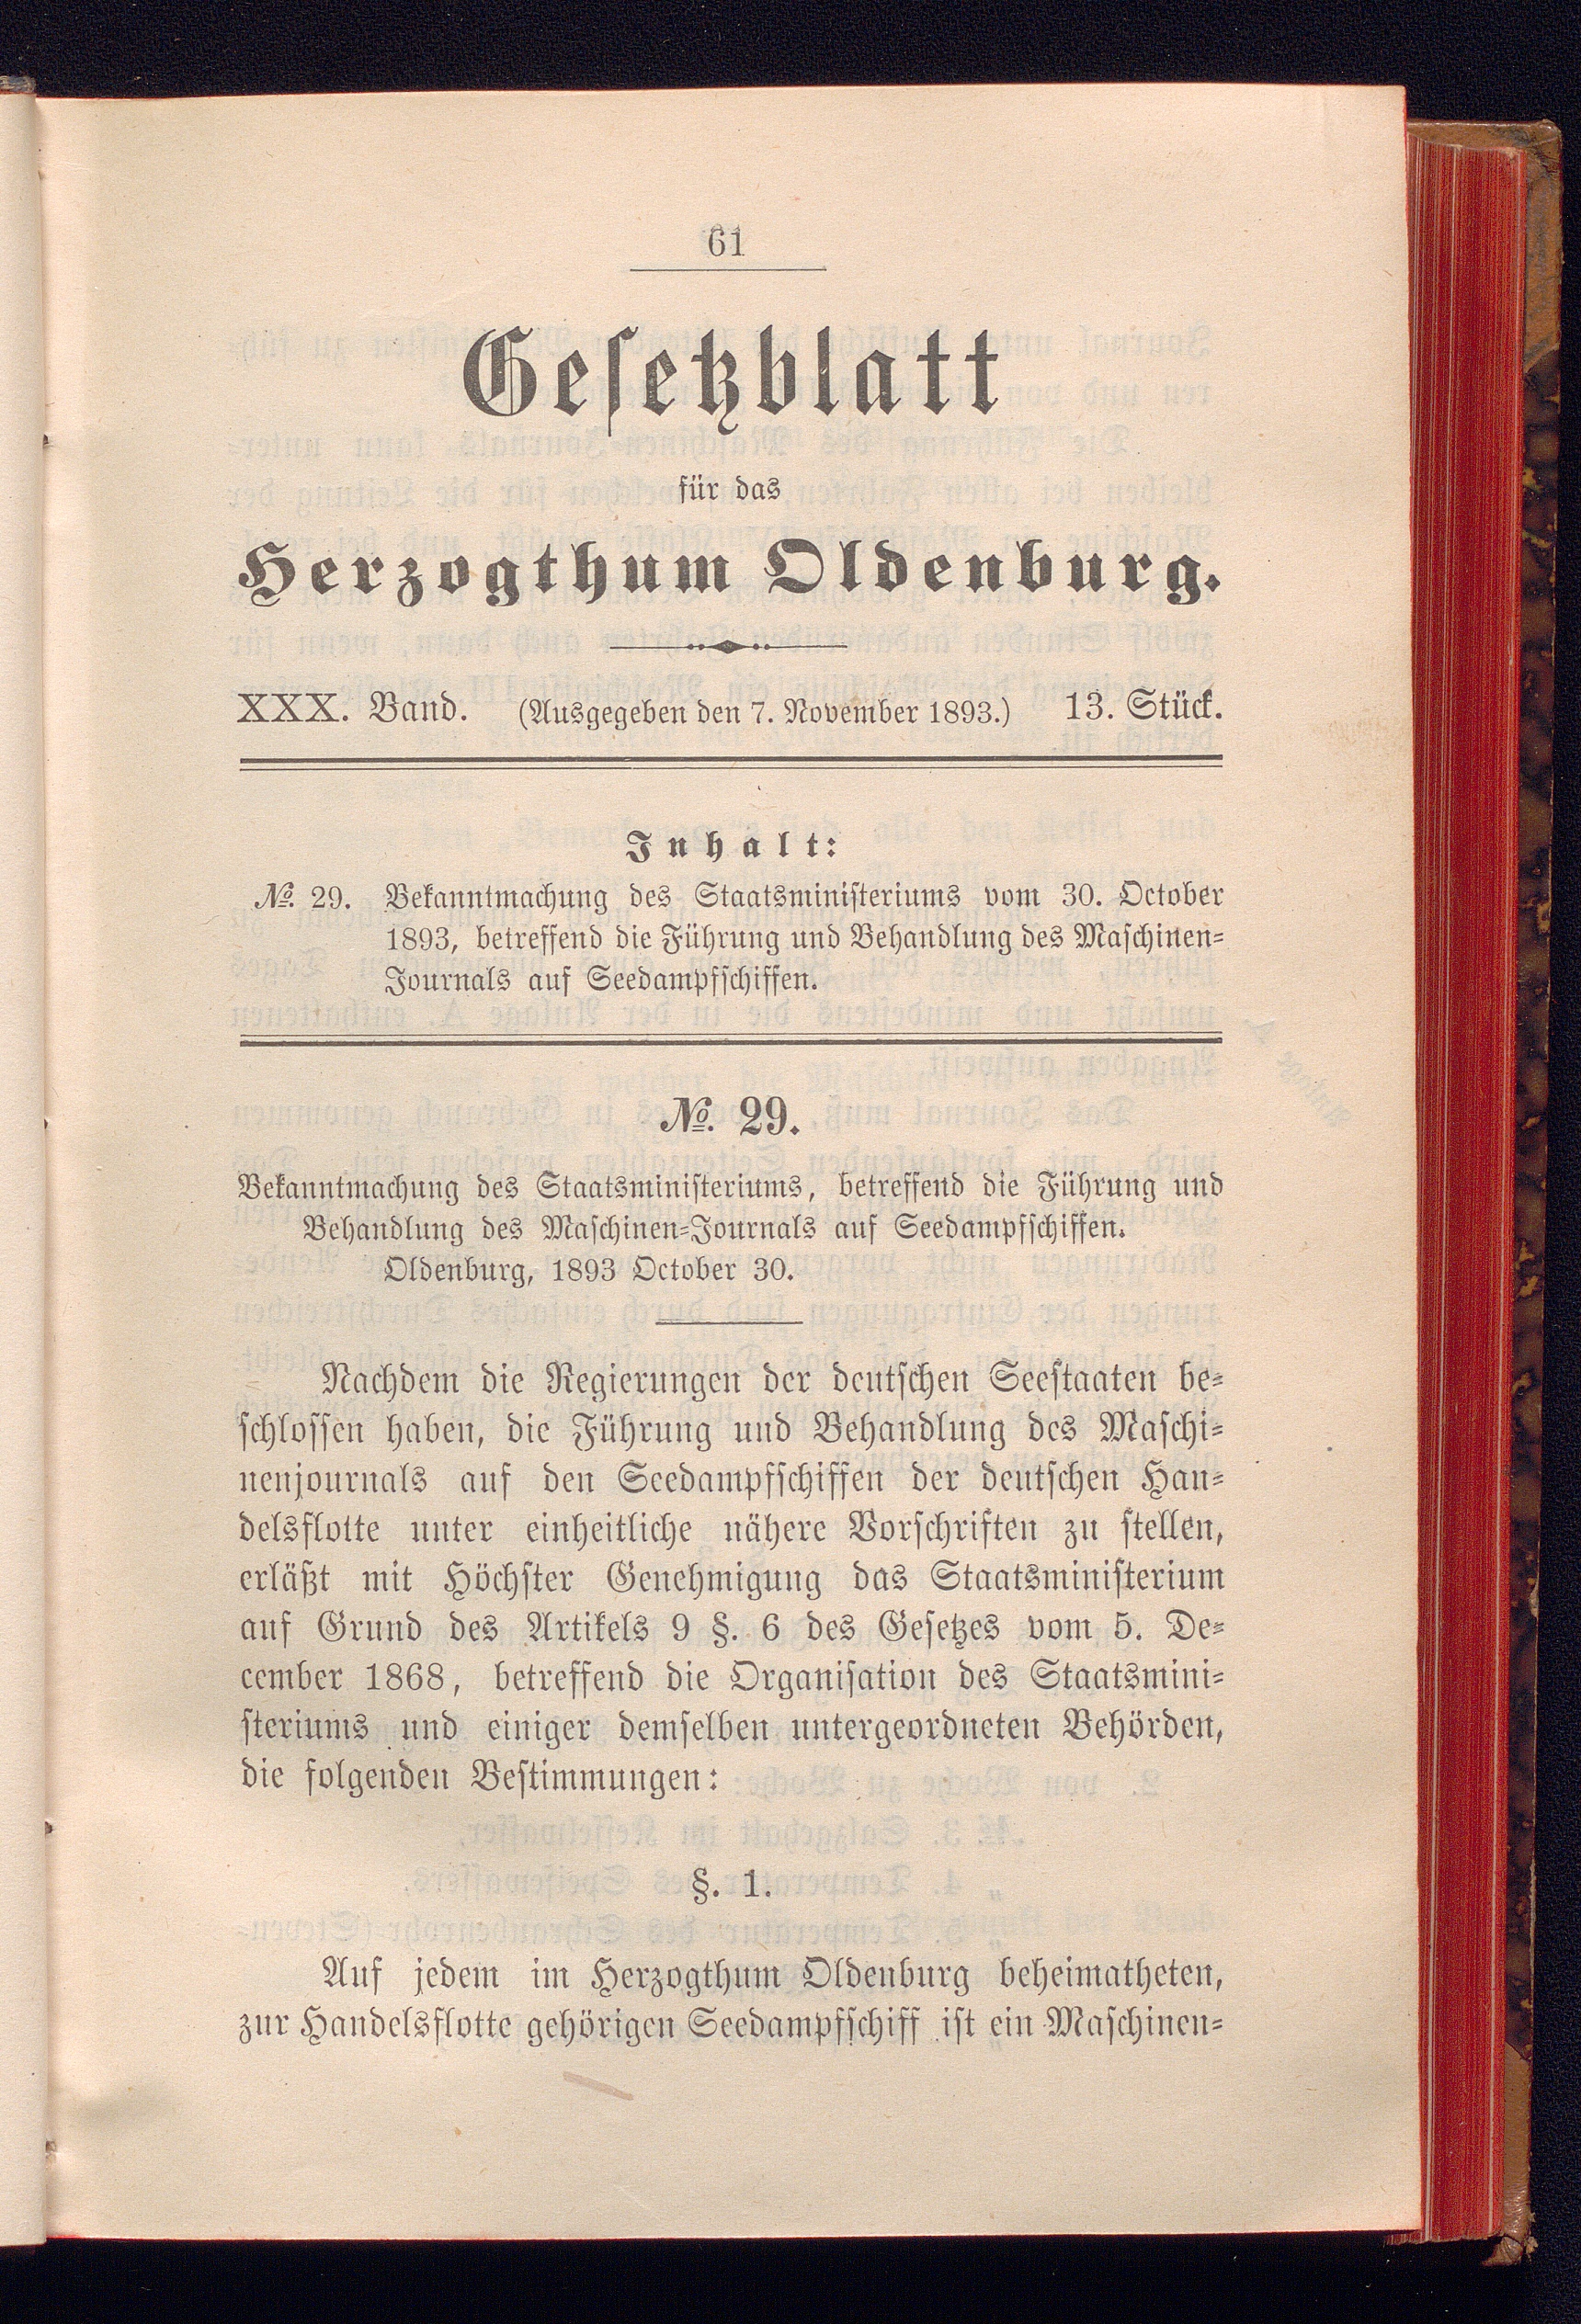 61
Gesetzblatt
für das
Herzogthum Oldenburg.
XXX. Band. (Ausgegeben den 7. November 1893.) 13. Stück.
Inhalt:
№. 29. Bekanntmachung des Staatsministeriums vom 30. October
1893, betreffend die Führung und Behandlung des Maschinen-
Journals auf Seedampfschiffen.
№. 29.
Bekanntmachung des Staatsministeriums, betreffend die Führung und
Behandlung des Maschinen-Journals auf Seedampfschiffen.
Oldenburg, 1893 October 30.
Nachdem die Regierungen der deutschen Seestaaten be-
schlossen haben, die Führung und Behandlung des Maschi-
nenjournals auf den Seedampfschiffen der deutschen Han-
delsflotte unter einheitliche nähere Vorschriften zu stellen,
erläßt mit Höchster Genehmigung das Staatsministerium
auf Grund des Artikels 9 §. 6 des Gesetzes vom 5. De-
cember 1868, betreffend die Organisation des Staatsmini-
steriums und einiger demselben untergeordneten Behörden,
die folgenden Bestimmungen:
§. 1.
Auf jedem im Herzogthum Oldenburg beheimatheten,
zur Handelsflotte gehörigen Seedampfschiff ist ein Maschinen-